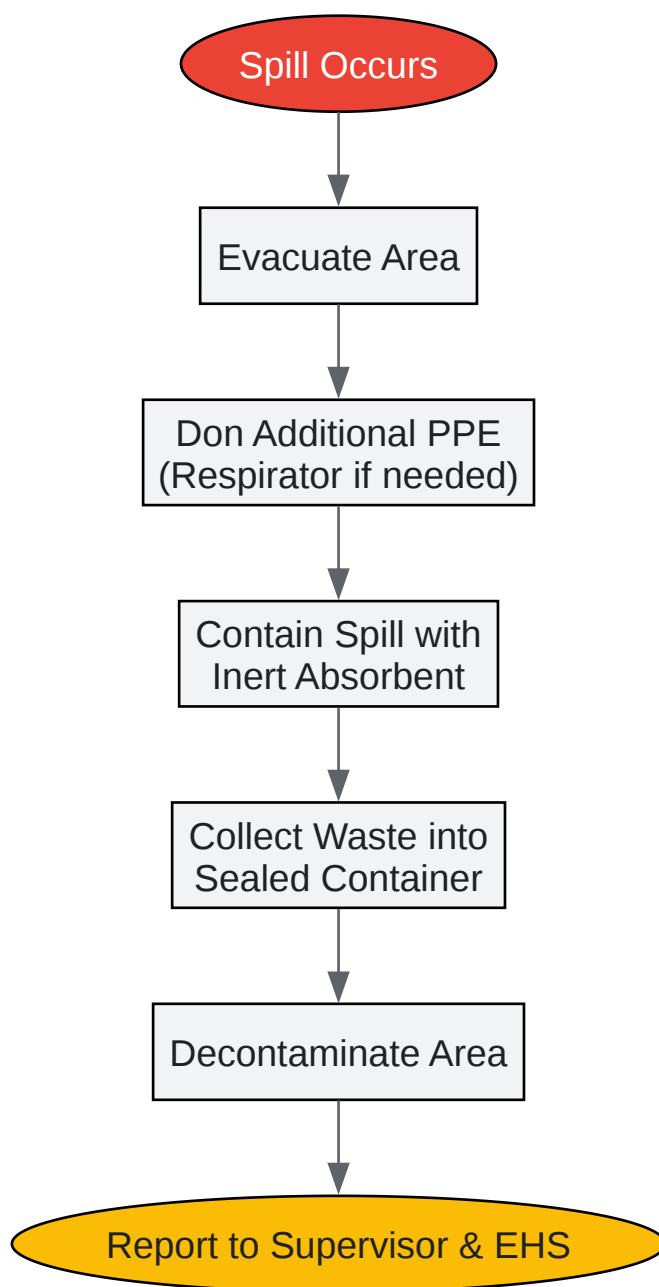 Spill Occurs
Evacuate Area
Don Additional PPE
(Respirator if needed)
Contain Spill with
Inert Absorbent
Collect Waste into
Sealed Container
Decontaminate Area
Report to Supervisor & EHS